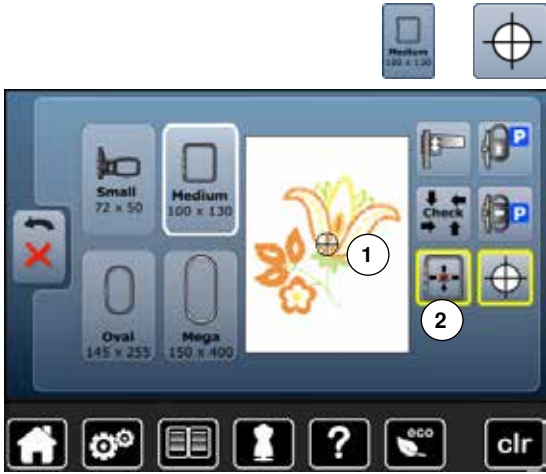 Medium
100 x 130
Small
72 x 50
Medium
100 x 130
P
Check
P
1
2
Oval
145 x 255
Mega
150 x 400
?
eco
clr